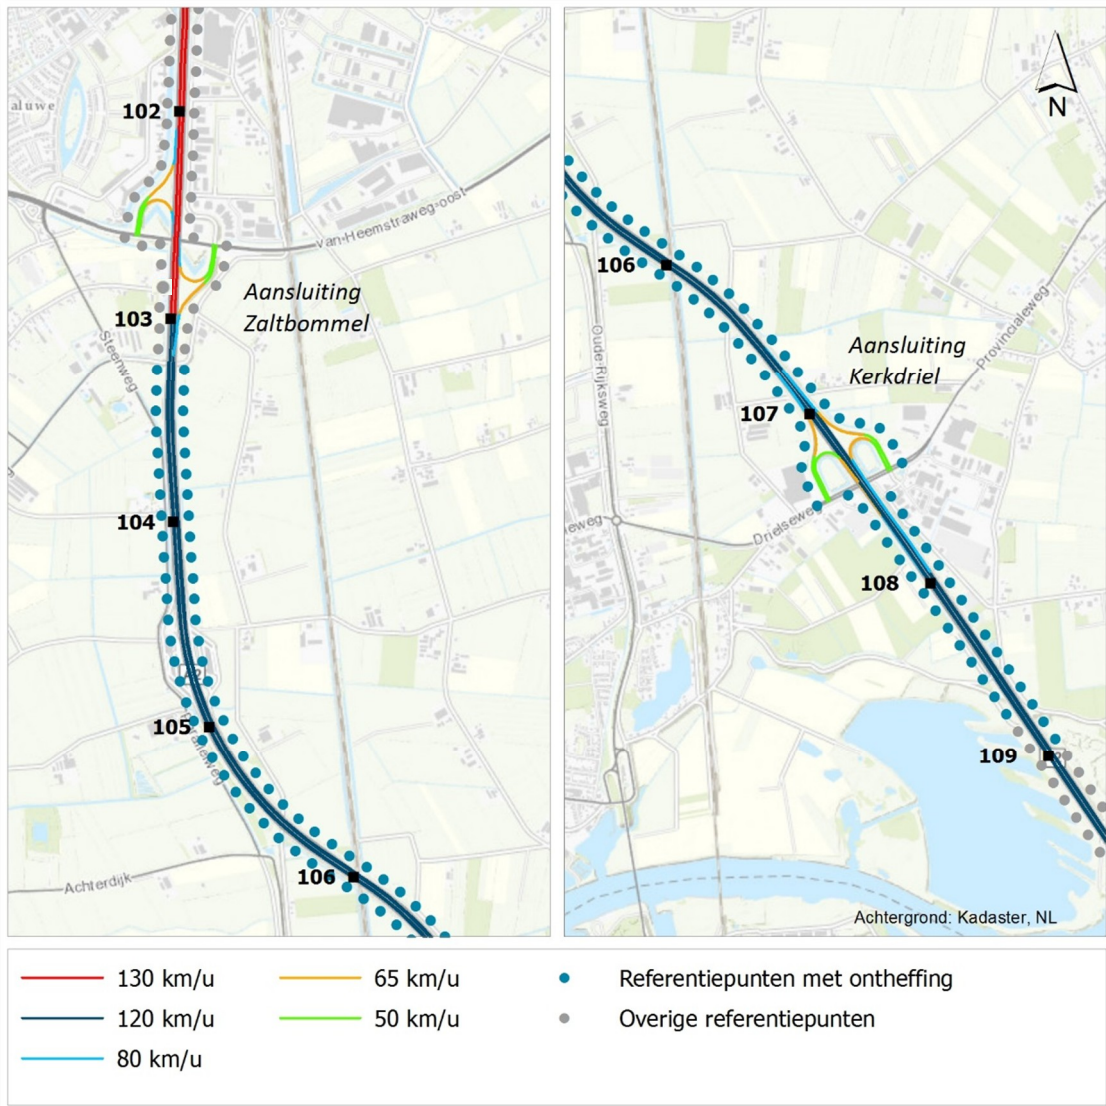 102
aluwe
van-Heemstraweg-oost
Aansluiting
Zaltbommel
103
Steenweg
104
105
106
Achterdijk
N
106
Oude-Rijksweg
Provincialeweg
Aansluiting
Kerkdriel
107
Drielseweg
ieweg
108
109
Achtergrond: Kadaster, NL
130 km/u
120 km/u
80 km/u
65 km/u
50 km/u
Referentiepunten met ontheffing
Overige referentiepunten